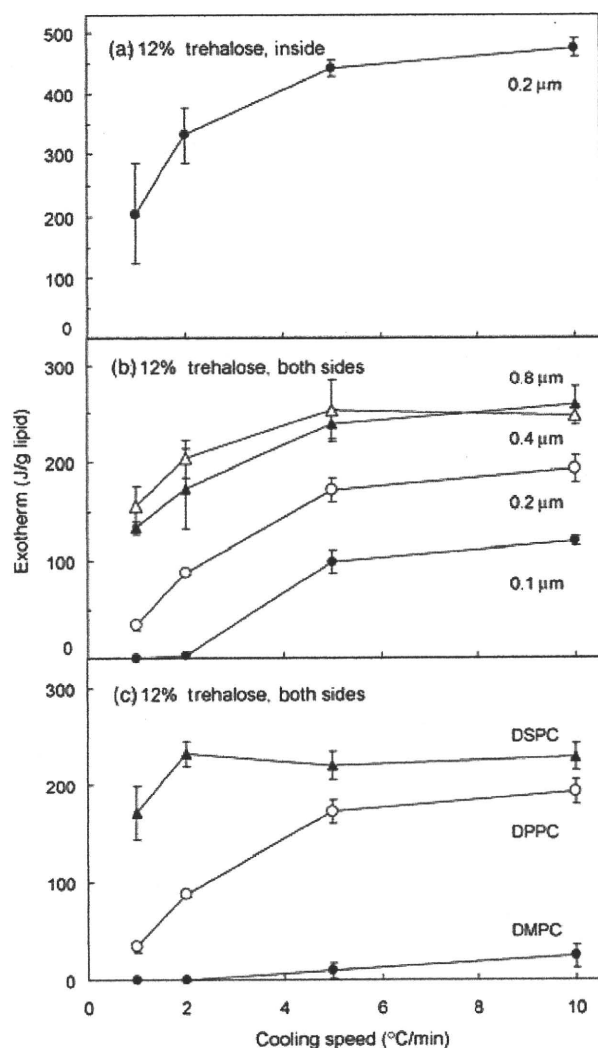 500
(a) 12% trehalose, inside
400
0.2 μm
300
200
100
0
300
(b) 12% trehalose, both sides
0.8 μm
0.4 μm
200
0.2 μm
100
0.1 μm
0
Exotherm (J/g lipid)
300
(c) 12% trehalose, both sides
DSPC
200
DPPC
100
DMPC
0
0 2 4 6 8 10
Cooling speed (°C/min)